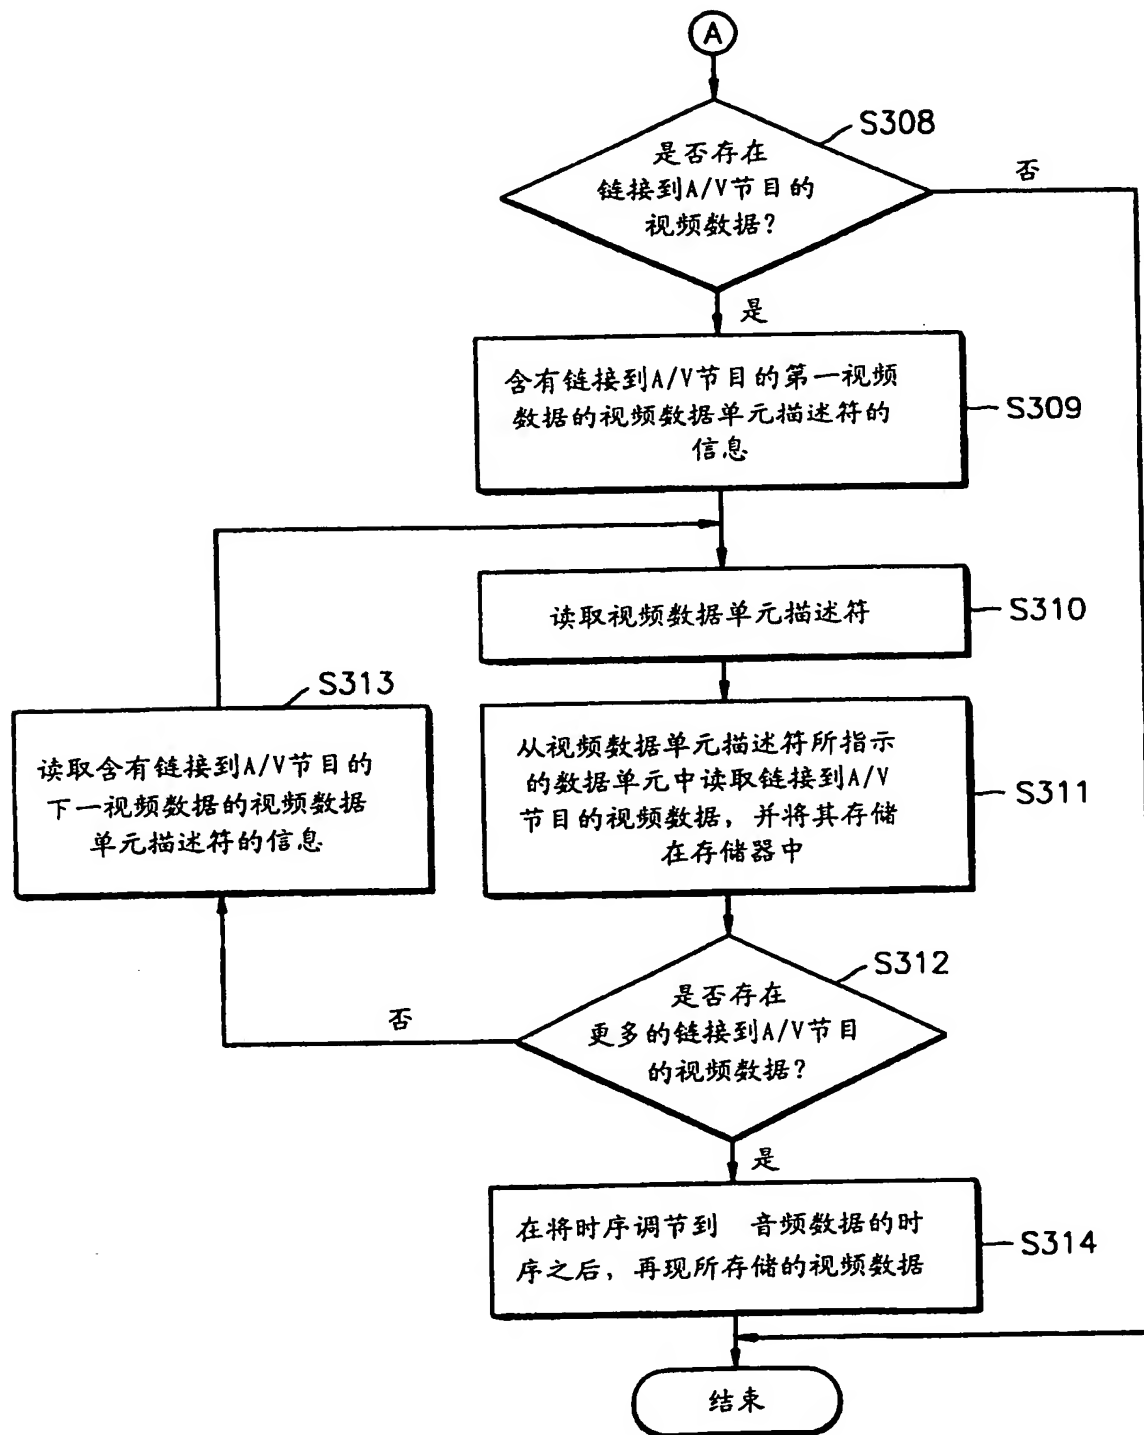 A
S308
是否存在
链接到A/V节目的
视频数据?
否
是
含有链接到A/V节目的第一视频
数据的视频数据单元描述符的
信息
S309
读取视频数据单元描述符
S310
S313
读取含有链接到A/V节目的
下一视频数据的视频数据
单元描述符的信息
从视频数据单元描述符所指示
的数据单元中读取链接到A/V
节目的视频数据,并将其存储
在存储器中
S311
S312
是否存在
更多的链接到A/V节目
的视频数据?
否
是
在将时序调节到 音频数据的时
序之后,再现所存储的视频数据
S314
结束